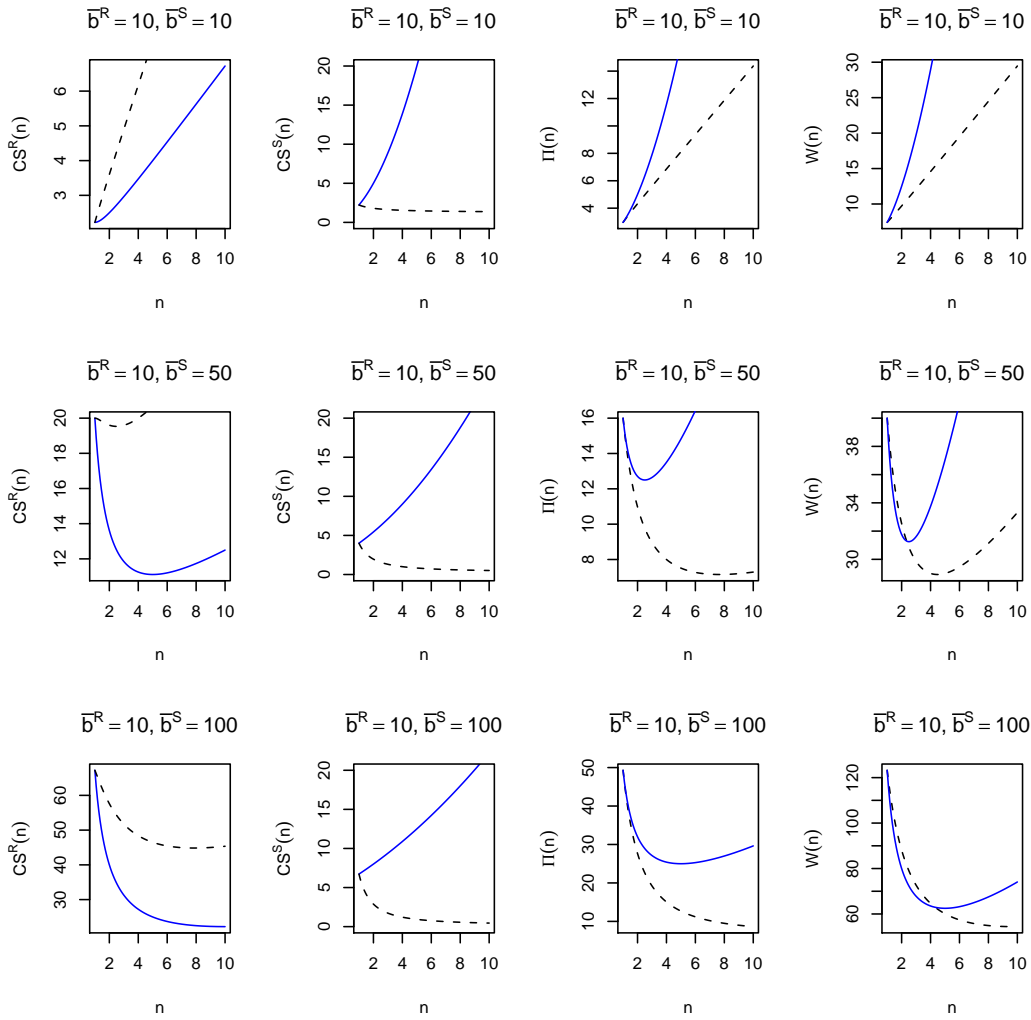 b̅ᴿ = 10, b̅ˢ = 10
CSᴿ(n)
3 4 5 6
2 4 6 8 10
n
b̅ᴿ = 10, b̅ˢ = 10
CSˢ(n)
0 5 10 15 20
2 4 6 8 10
n
b̅ᴿ = 10, b̅ˢ = 10
Π(n)
4 6 8 12
2 4 6 8 10
n
b̅ᴿ = 10, b̅ˢ = 10
W(n)
10 15 20 25 30
2 4 6 8 10
n
b̅ᴿ = 10, b̅ˢ = 50
CSᴿ(n)
12 14 16 18 20
2 4 6 8 10
n
b̅ᴿ = 10, b̅ˢ = 50
CSˢ(n)
0 5 10 15 20
2 4 6 8 10
n
b̅ᴿ = 10, b̅ˢ = 50
Π(n)
8 10 12 14 16
2 4 6 8 10
n
b̅ᴿ = 10, b̅ˢ = 50
W(n)
30 34 38
2 4 6 8 10
n
b̅ᴿ = 10, b̅ˢ = 100
CSᴿ(n)
30 40 50 60
2 4 6 8 10
n
b̅ᴿ = 10, b̅ˢ = 100
CSˢ(n)
0 5 10 15 20
2 4 6 8 10
n
b̅ᴿ = 10, b̅ˢ = 100
Π(n)
10 20 30 40 50
2 4 6 8 10
n
b̅ᴿ = 10, b̅ˢ = 100
W(n)
60 80 100 120
2 4 6 8 10
n